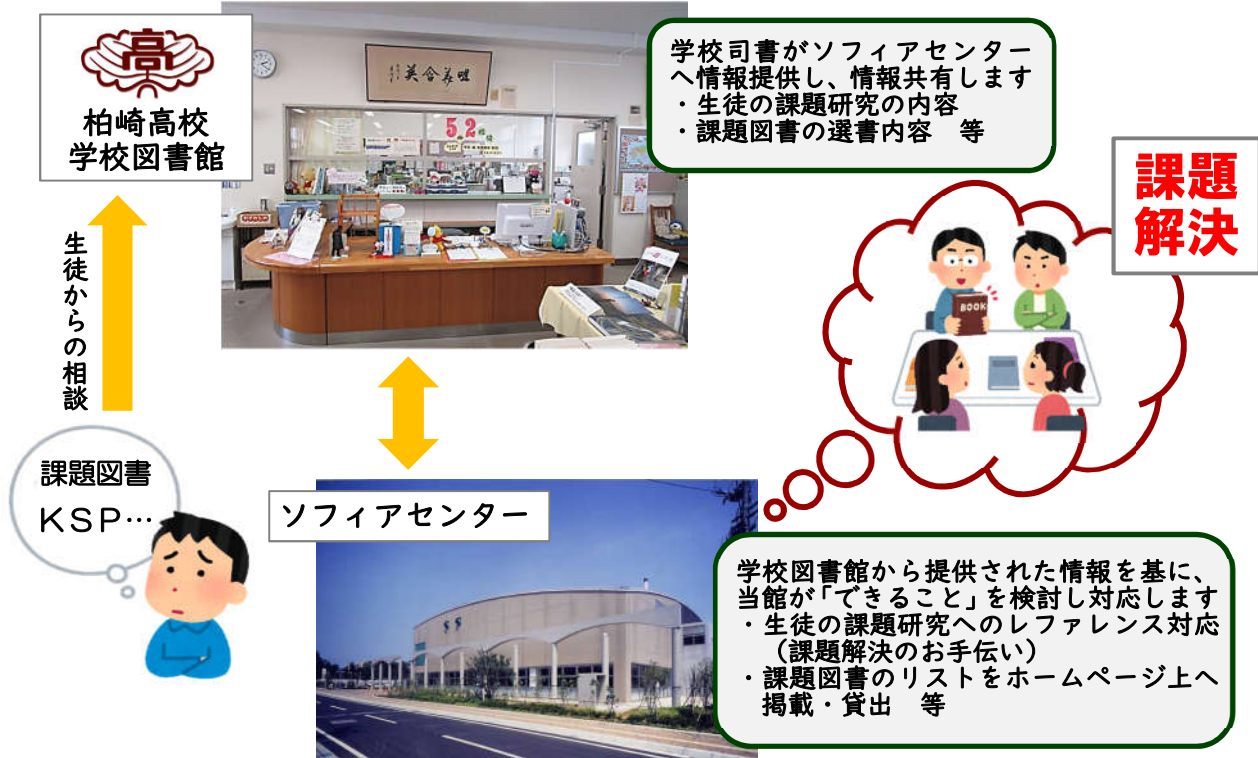 高
柏崎高校
学校図書館
咀英含英
5.2
学校司書がソフィアセンター
へ情報提供し、情報共有します
・生徒の課題研究の内容
・課題図書の選書内容　等
課題
解決
BOOK
生徒からの相談
課題図書
ＫＳＰ…
ソフィアセンター
S S
学校図書館から提供された情報を基に、
当館が「できること」を検討し対応します
・生徒の課題研究へのレファレンス対応
（課題解決のお手伝い）
・課題図書のリストをホームページ上へ
掲載・貸出　等